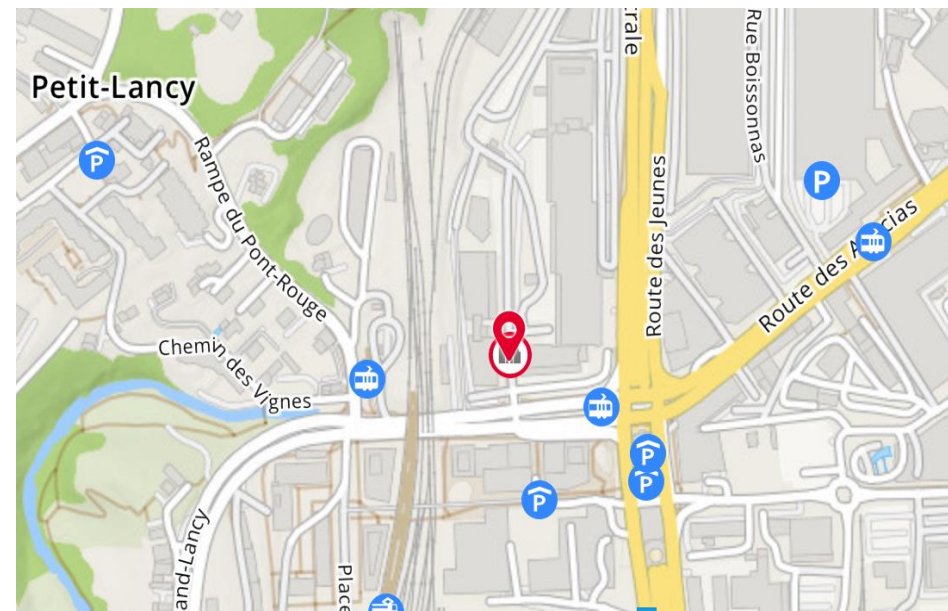 crale
Rue Boissonnas
Petit-Lancy
P
P
Rampe du Pont-Rouge
Route des Jeunes
Route des Acacias
Chemin des Vignes
P
P
P
and-Lancy
Place